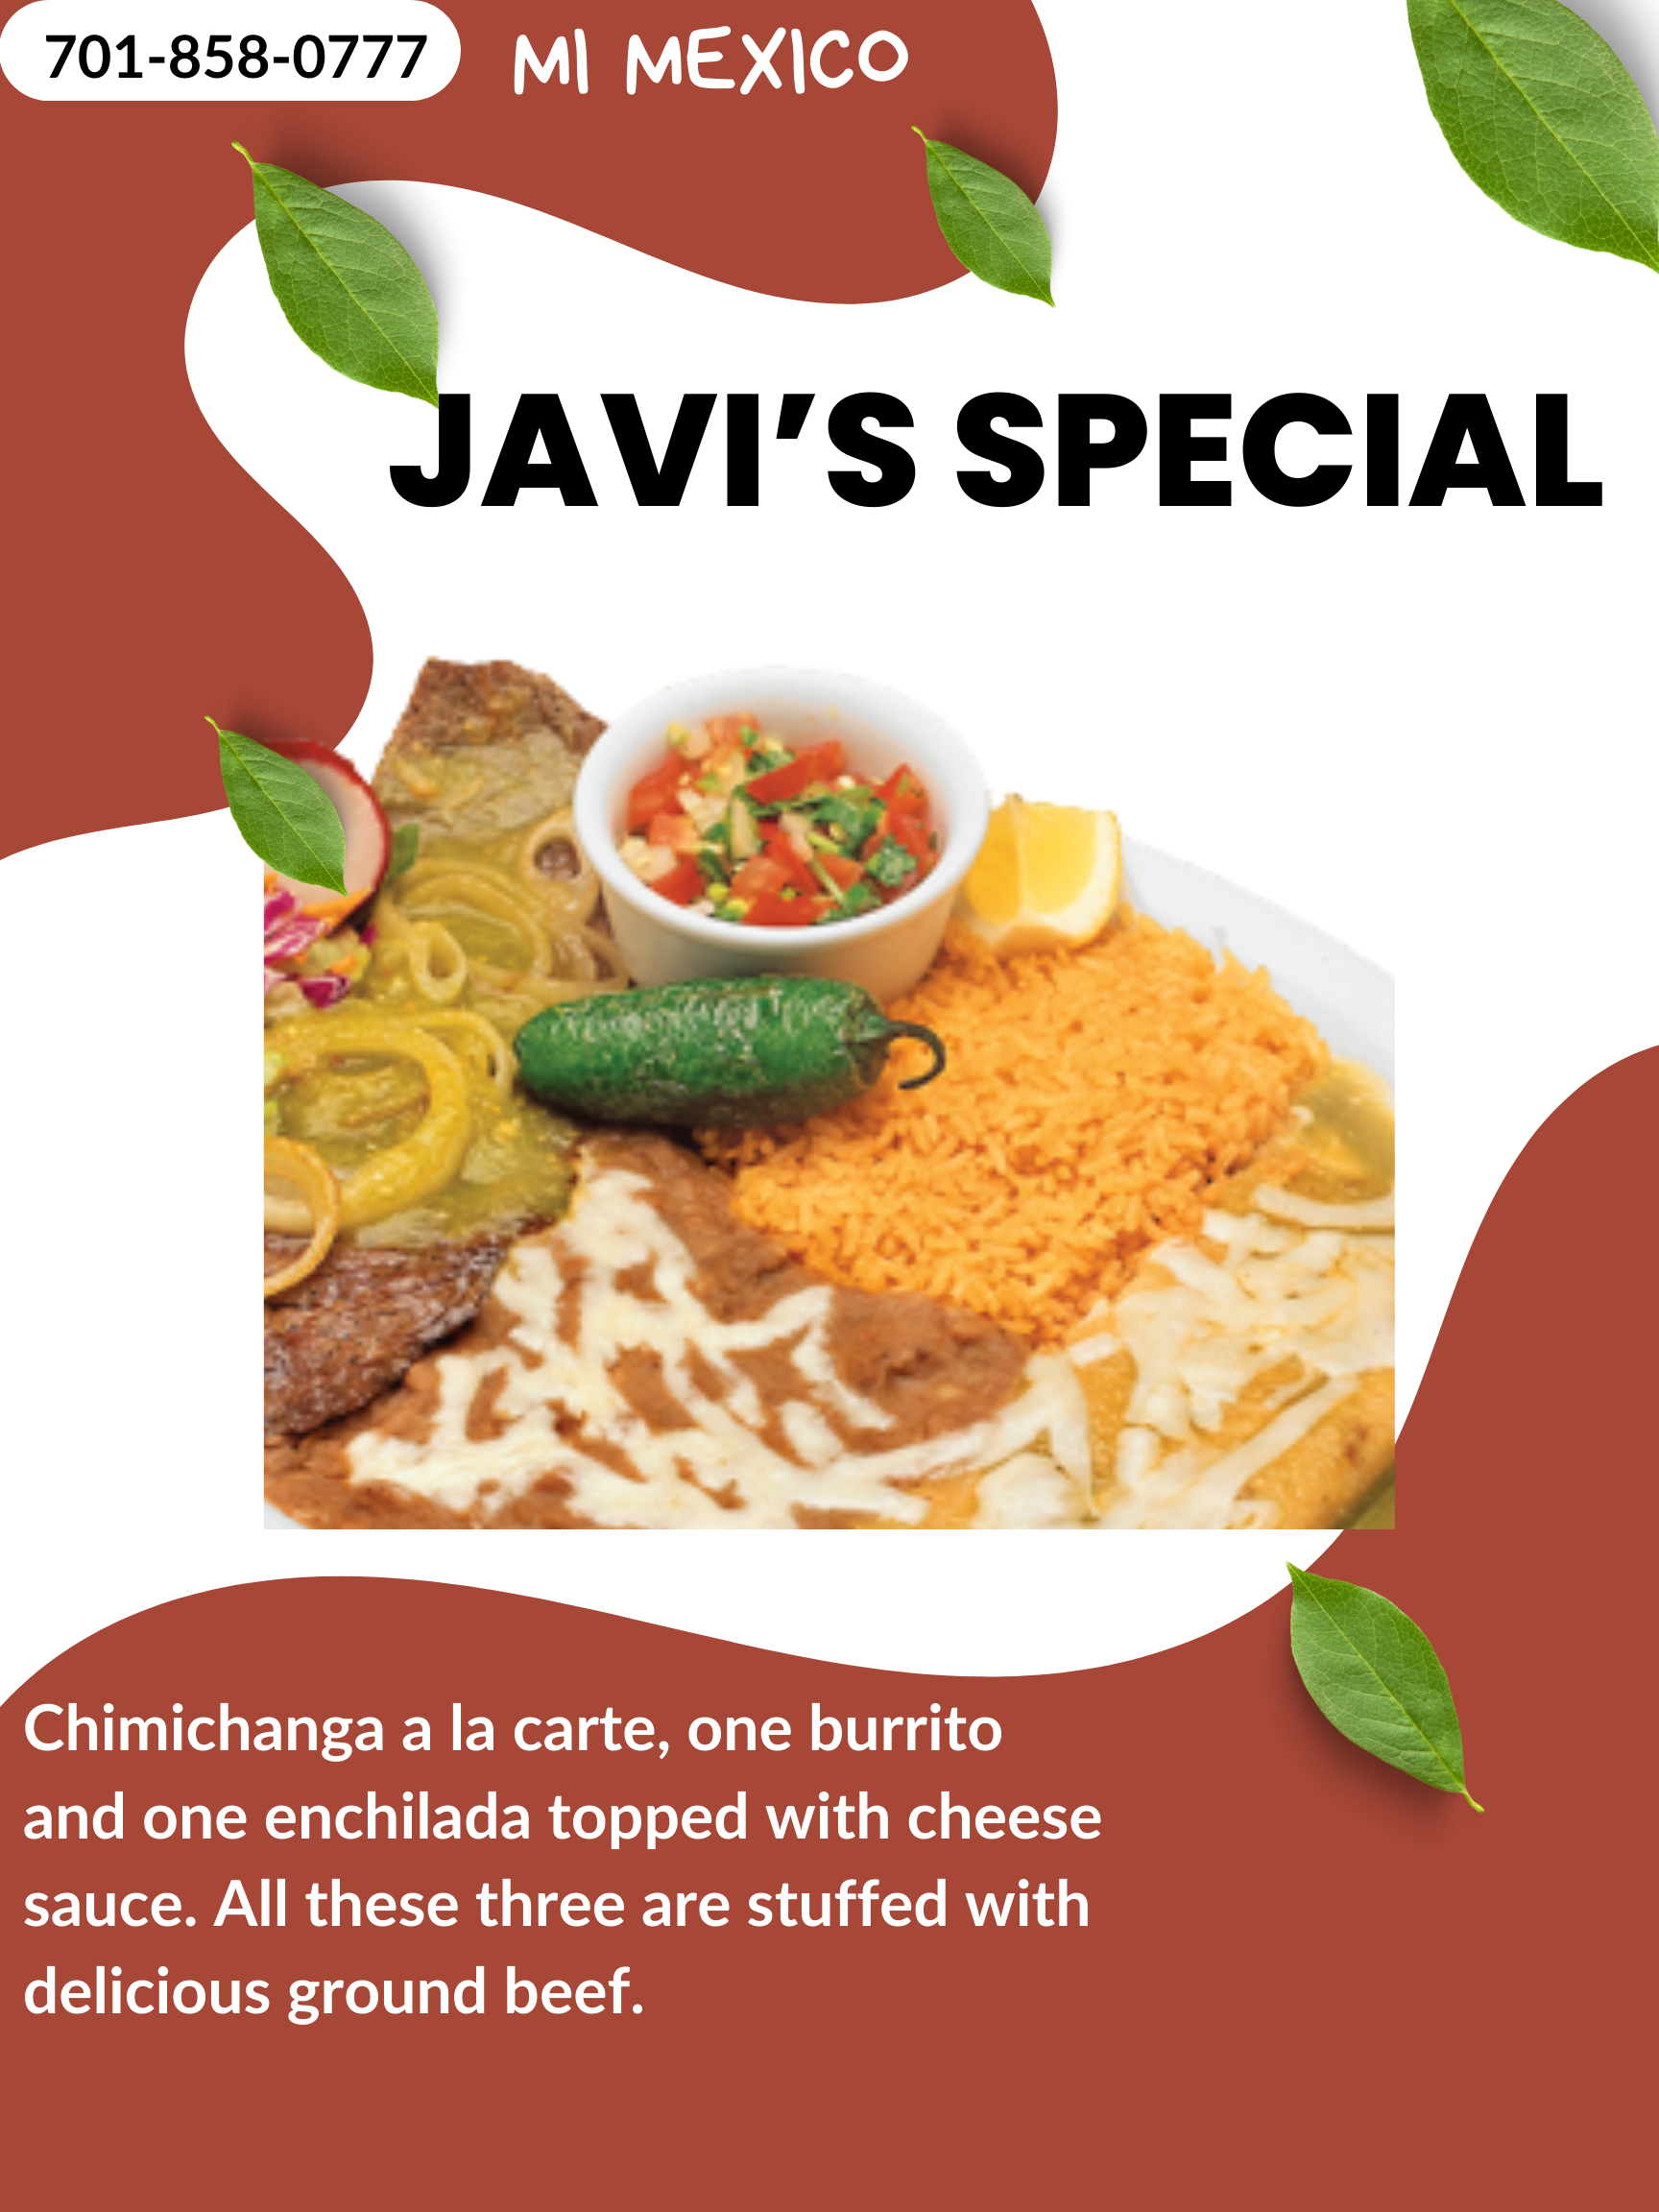 701-858-0777
MI MEXICO
JAVI’S SPECIAL
Chimichanga a la carte, one burrito
and one enchilada topped with cheese
sauce. All these three are stuffed with
delicious ground beef.